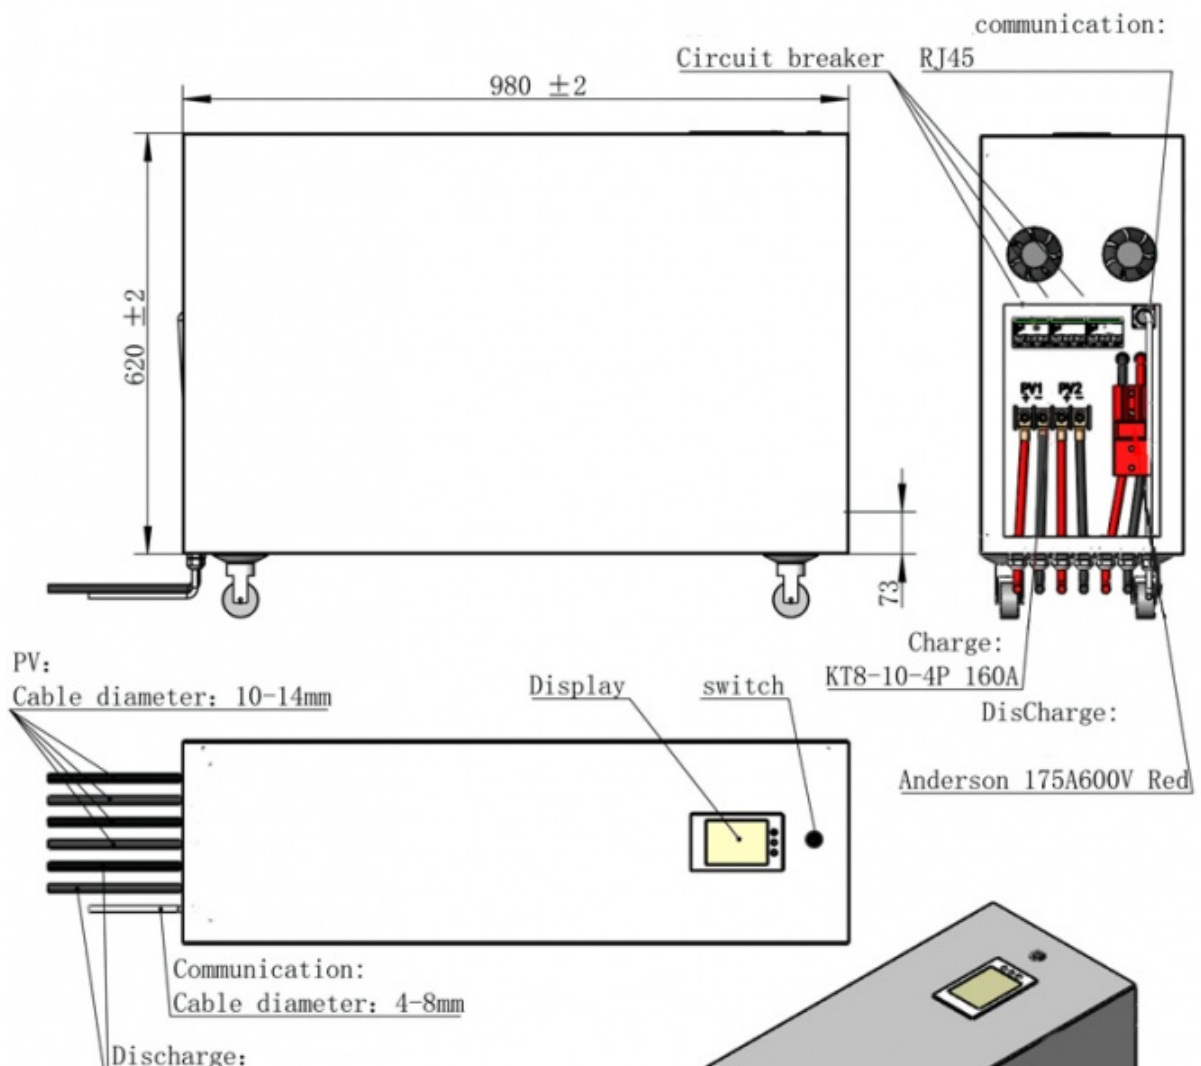 communication:
Circuit breaker
RJ45
980 ±2
620 ±2
PV1 PV2
+ - + -
73
Charge:
KT8-10-4P 160A
DisCharge:
Anderson 175A600V Red
PV:
Cable diameter: 10-14mm
Display
switch
Communication:
Cable diameter: 4-8mm
Discharge: